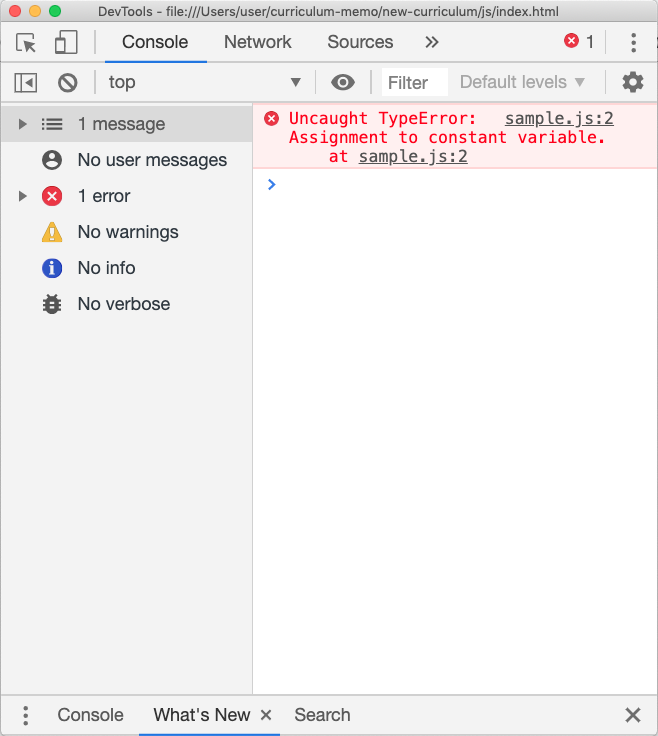 DevTools - file:///Users/user/curriculum-memo/new-curriculum/js/index.html
Console Network Sources 1
top Filter Default levels
1 message
No user messages
1 error
No warnings
No info
No verbose
Uncaught TypeError: sample.js:2
Assignment to constant variable.
at sample.js:2
Console What's New Search